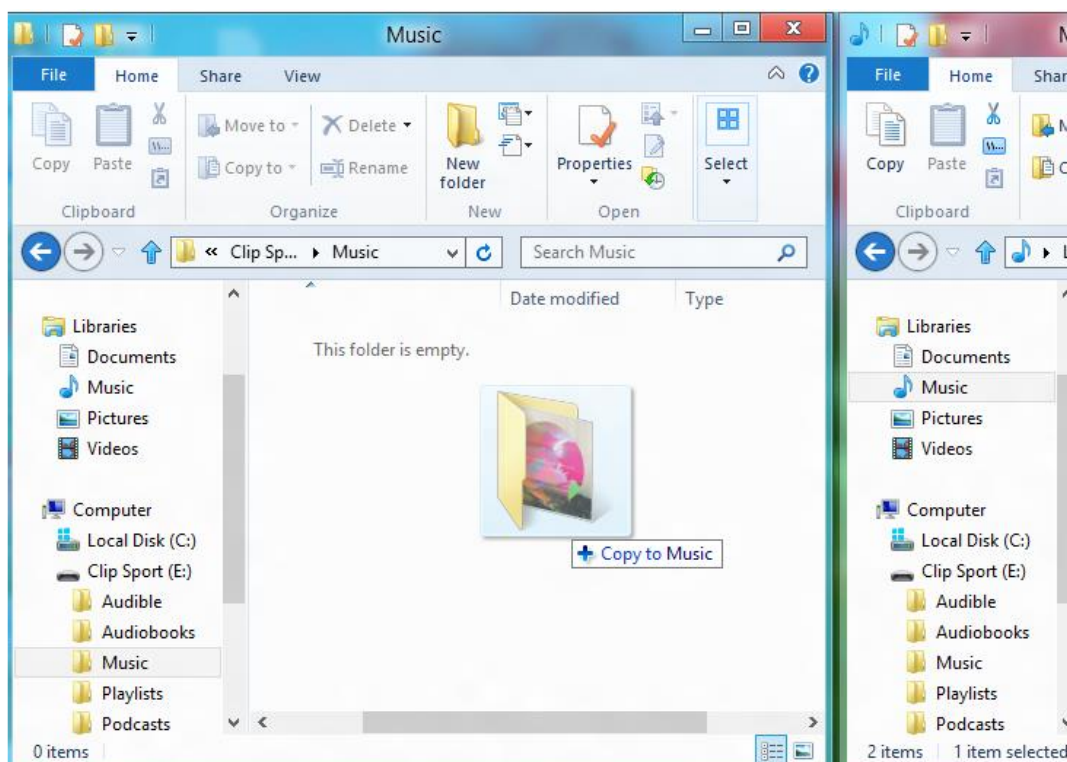 Music
File Home Share View
Copy Paste
Move to
Copy to
Delete
Rename
New folder
Properties
Select
Clipboard Organize New Open
« Clip Sp... Music
Search Music
Date modified Type
This folder is empty.
Copy to Music
Libraries
Documents
Music
Pictures
Videos
Computer
Local Disk (C:)
Clip Sport (E:)
Audible
Audiobooks
Music
Playlists
Podcasts
0 items
File Home Shar
Copy Paste
Clipboard
Libraries
Documents
Music
Pictures
Videos
Computer
Local Disk (C:)
Clip Sport (E:)
Audible
Audiobooks
Music
Playlists
Podcasts
2 items 1 item selected